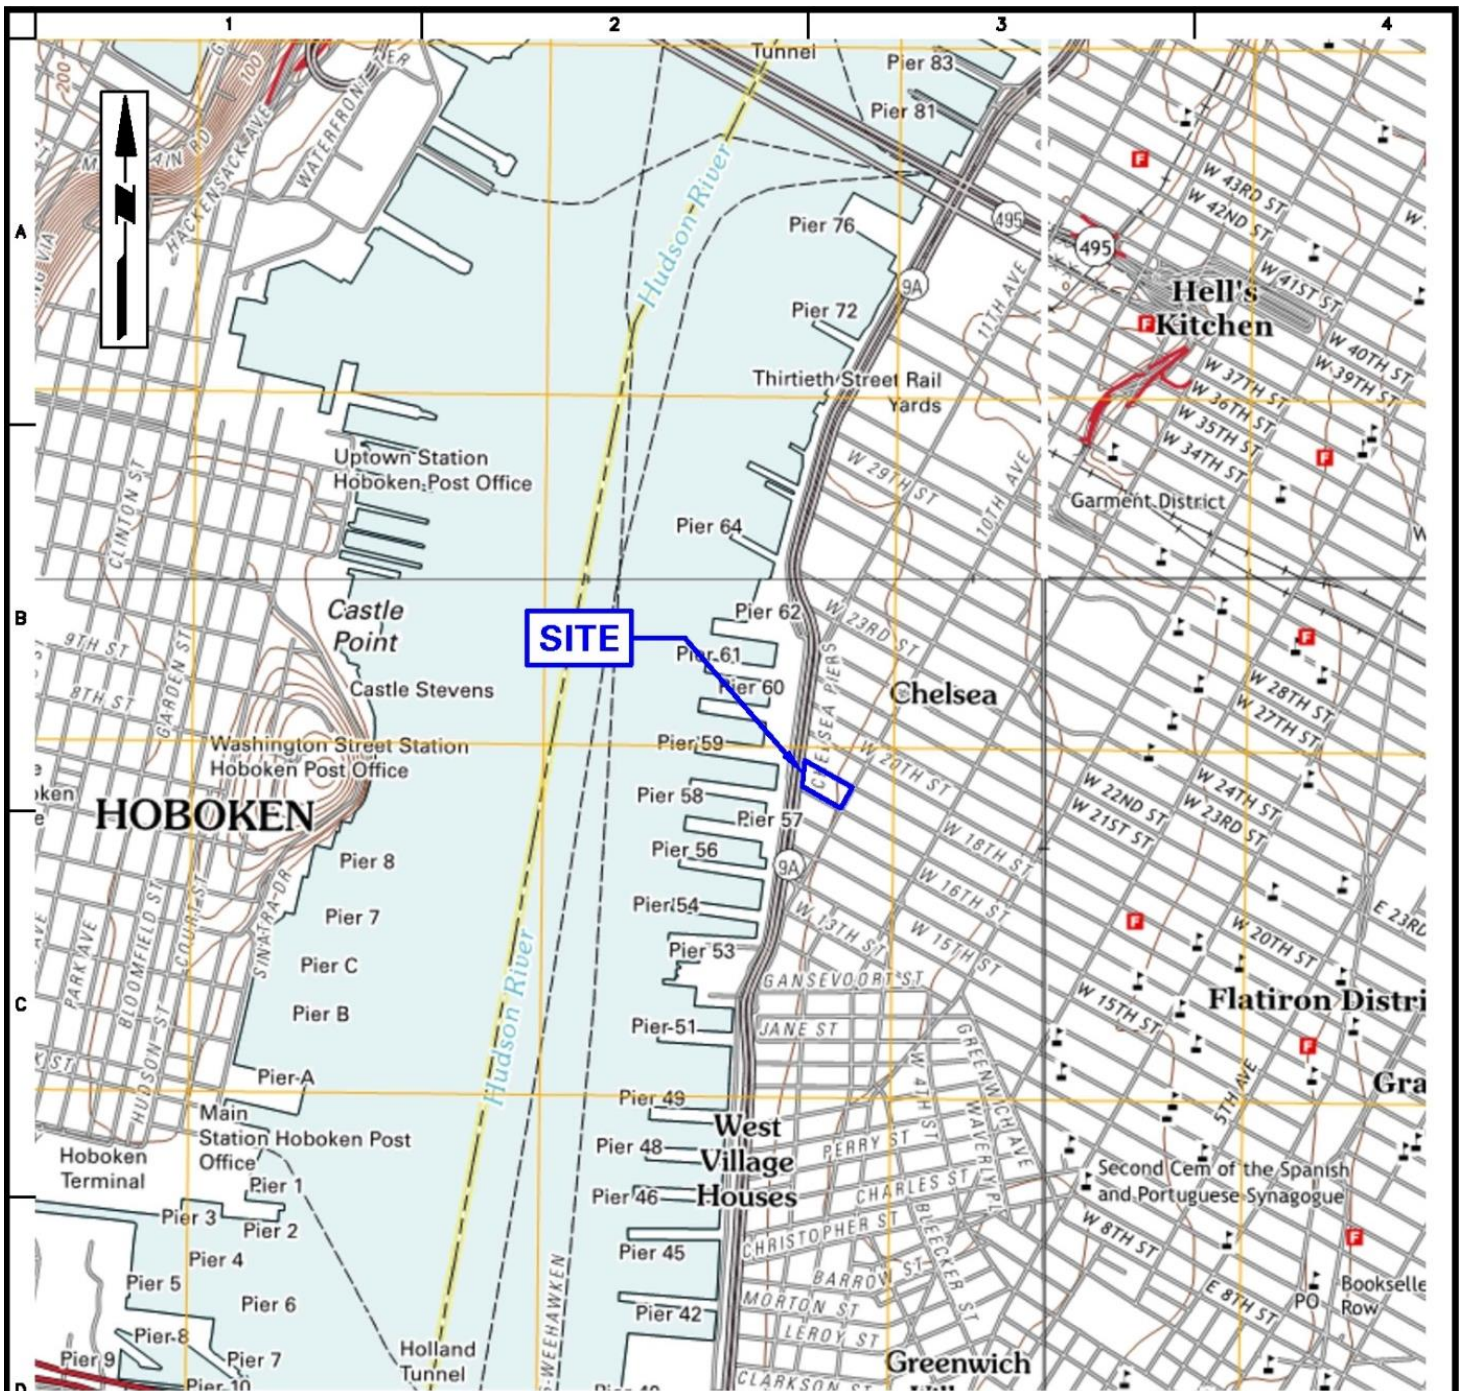 1
2
3
4
Tunnel
Pier 83
Pier 81
200
100
WATERFRONT TER
HACKENSACK AVE
W 43RD ST
W 42ND ST
A
495
Pier 76
Hudson River
495
9A
W 41ST ST
Hell's
Kitchen
11TH AVE
Pier 72
W 40TH ST
W 39TH ST
Thirtieth Street Rail
Yards
W 37TH ST
W 36TH ST
W 35TH ST
W 34TH ST
Uptown Station
Hoboken Post Office
CLINTON ST
W 29TH ST
10TH AVE
Garment District
Pier 64
B
Castle
Point
Pier 62
W 23RD ST
SITE
Pier 61
9TH ST
8TH ST
GARDEN ST
Castle Stevens
Pier 60
CHELSEA PIERS
Chelsea
W 28TH ST
W 27TH ST
Washington Street Station
Hoboken Post Office
Pier 59
W 20TH ST
HOBOKEN
Pier 58
W 22ND ST
W 21ST ST
W 24TH ST
W 23RD ST
Pier 57
Pier 8
Pier 56
9A
W 18TH ST
W 16TH ST
Pier 7
Pier 54
W 13TH ST
W 15TH ST
E 23RD
W 20TH ST
SINATRA DR
COURT ST
BLOOMFIELD ST
PARK AVE
Pier C
Pier 53
GANSEVOORT ST
W 15TH ST
Flatiron Distri
C
Pier B
Hudson River
Pier 51
JANE ST
GREENWICH AVE
W 4TH ST
WAVERLY PL
HUDSON ST
Pier A
5TH AVE
Gra
Pier 49
Main
Station Hoboken Post
Office
West
Village
Houses
PERRY ST
Hoboken
Terminal
Pier 48
Second Cem of the Spanish
and Portuguese Synagogue
Pier 1
Pier 46
CHARLES ST
Pier 3
Pier 2
CHRISTOPHER ST
BLEECKER ST
W 8TH ST
Pier 4
Pier 45
Pier 5
BARROW ST
Bookselle
Row
PO
E 8TH ST
Pier 6
WEEHAWKEN
Pier 42
MORTON ST
Pier 8
LEROY ST
Pier 9
Pier 7
Holland
Tunnel
Greenwich
Pier 10
CLARKSON ST
D